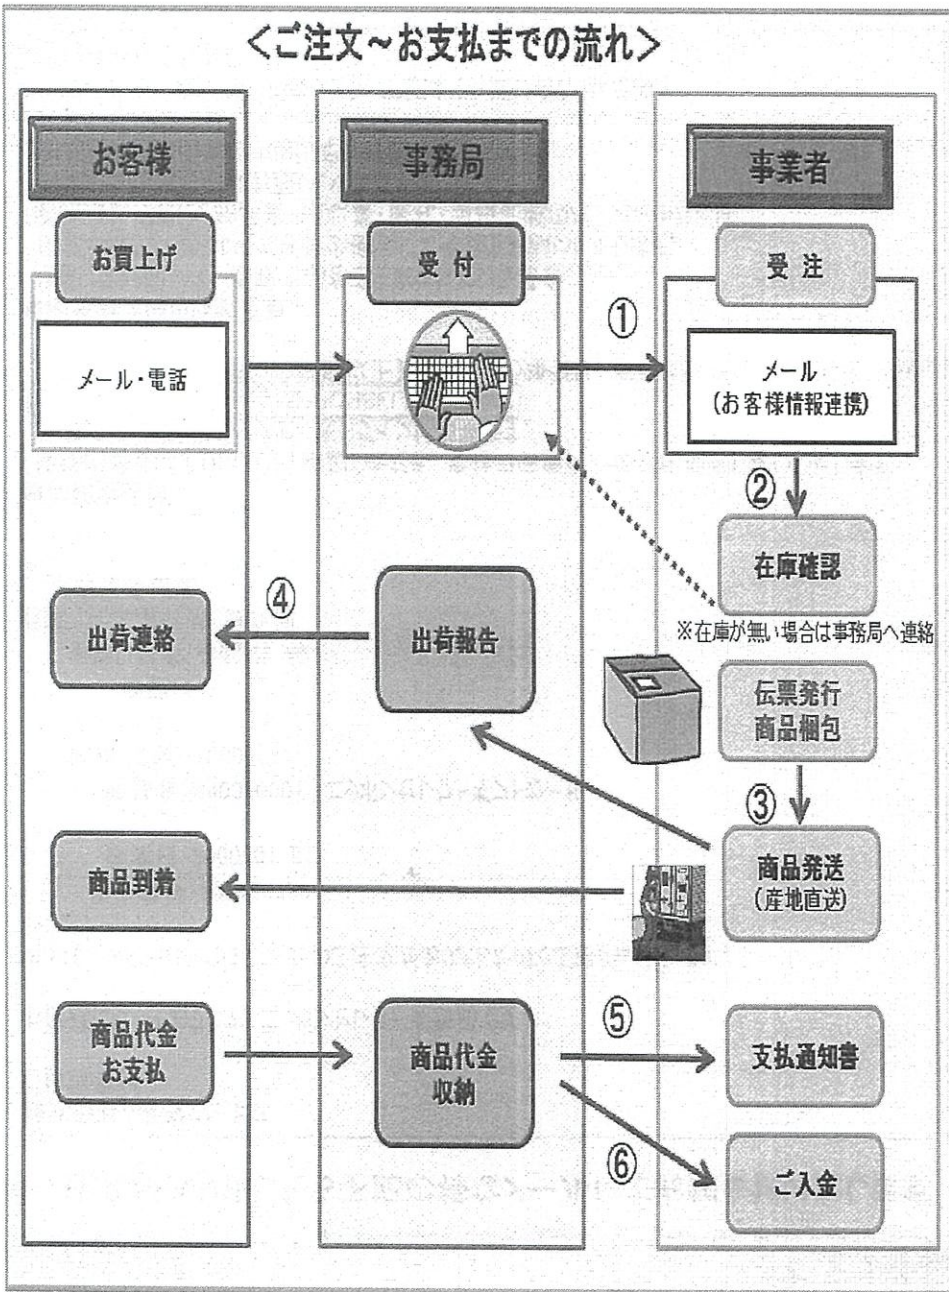 ＜ご注文～お支払までの流れ＞
お客様
事務局
事業者
お買上げ
受付
受注
①
メール・電話
メール
(お客様情報連携)
②
在庫確認
※在庫が無い場合は事務局へ連絡
④
出荷連絡
出荷報告
伝票発行
商品梱包
③
商品到着
商品発送
(産地直送)
商品代金
お支払
商品代金
収納
⑤
支払通知書
⑥
ご入金